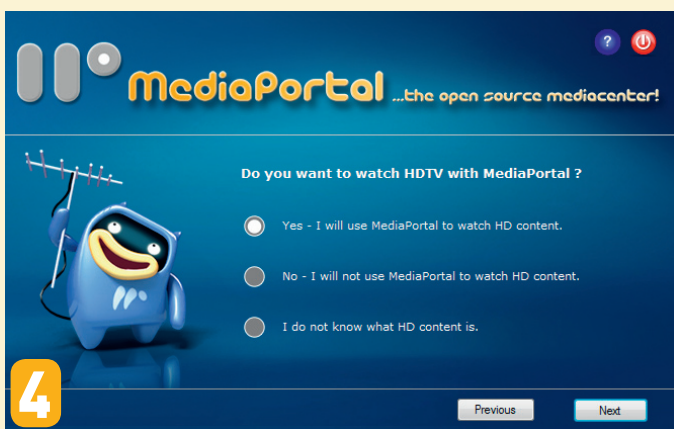 ?
MediaPortal ...the open source mediacenter!
Do you want to watch HDTV with MediaPortal ?
Yes - I will use MediaPortal to watch HD content.
No - I will not use MediaPortal to watch HD content.
I do not know what HD content is.
4
Previous Next